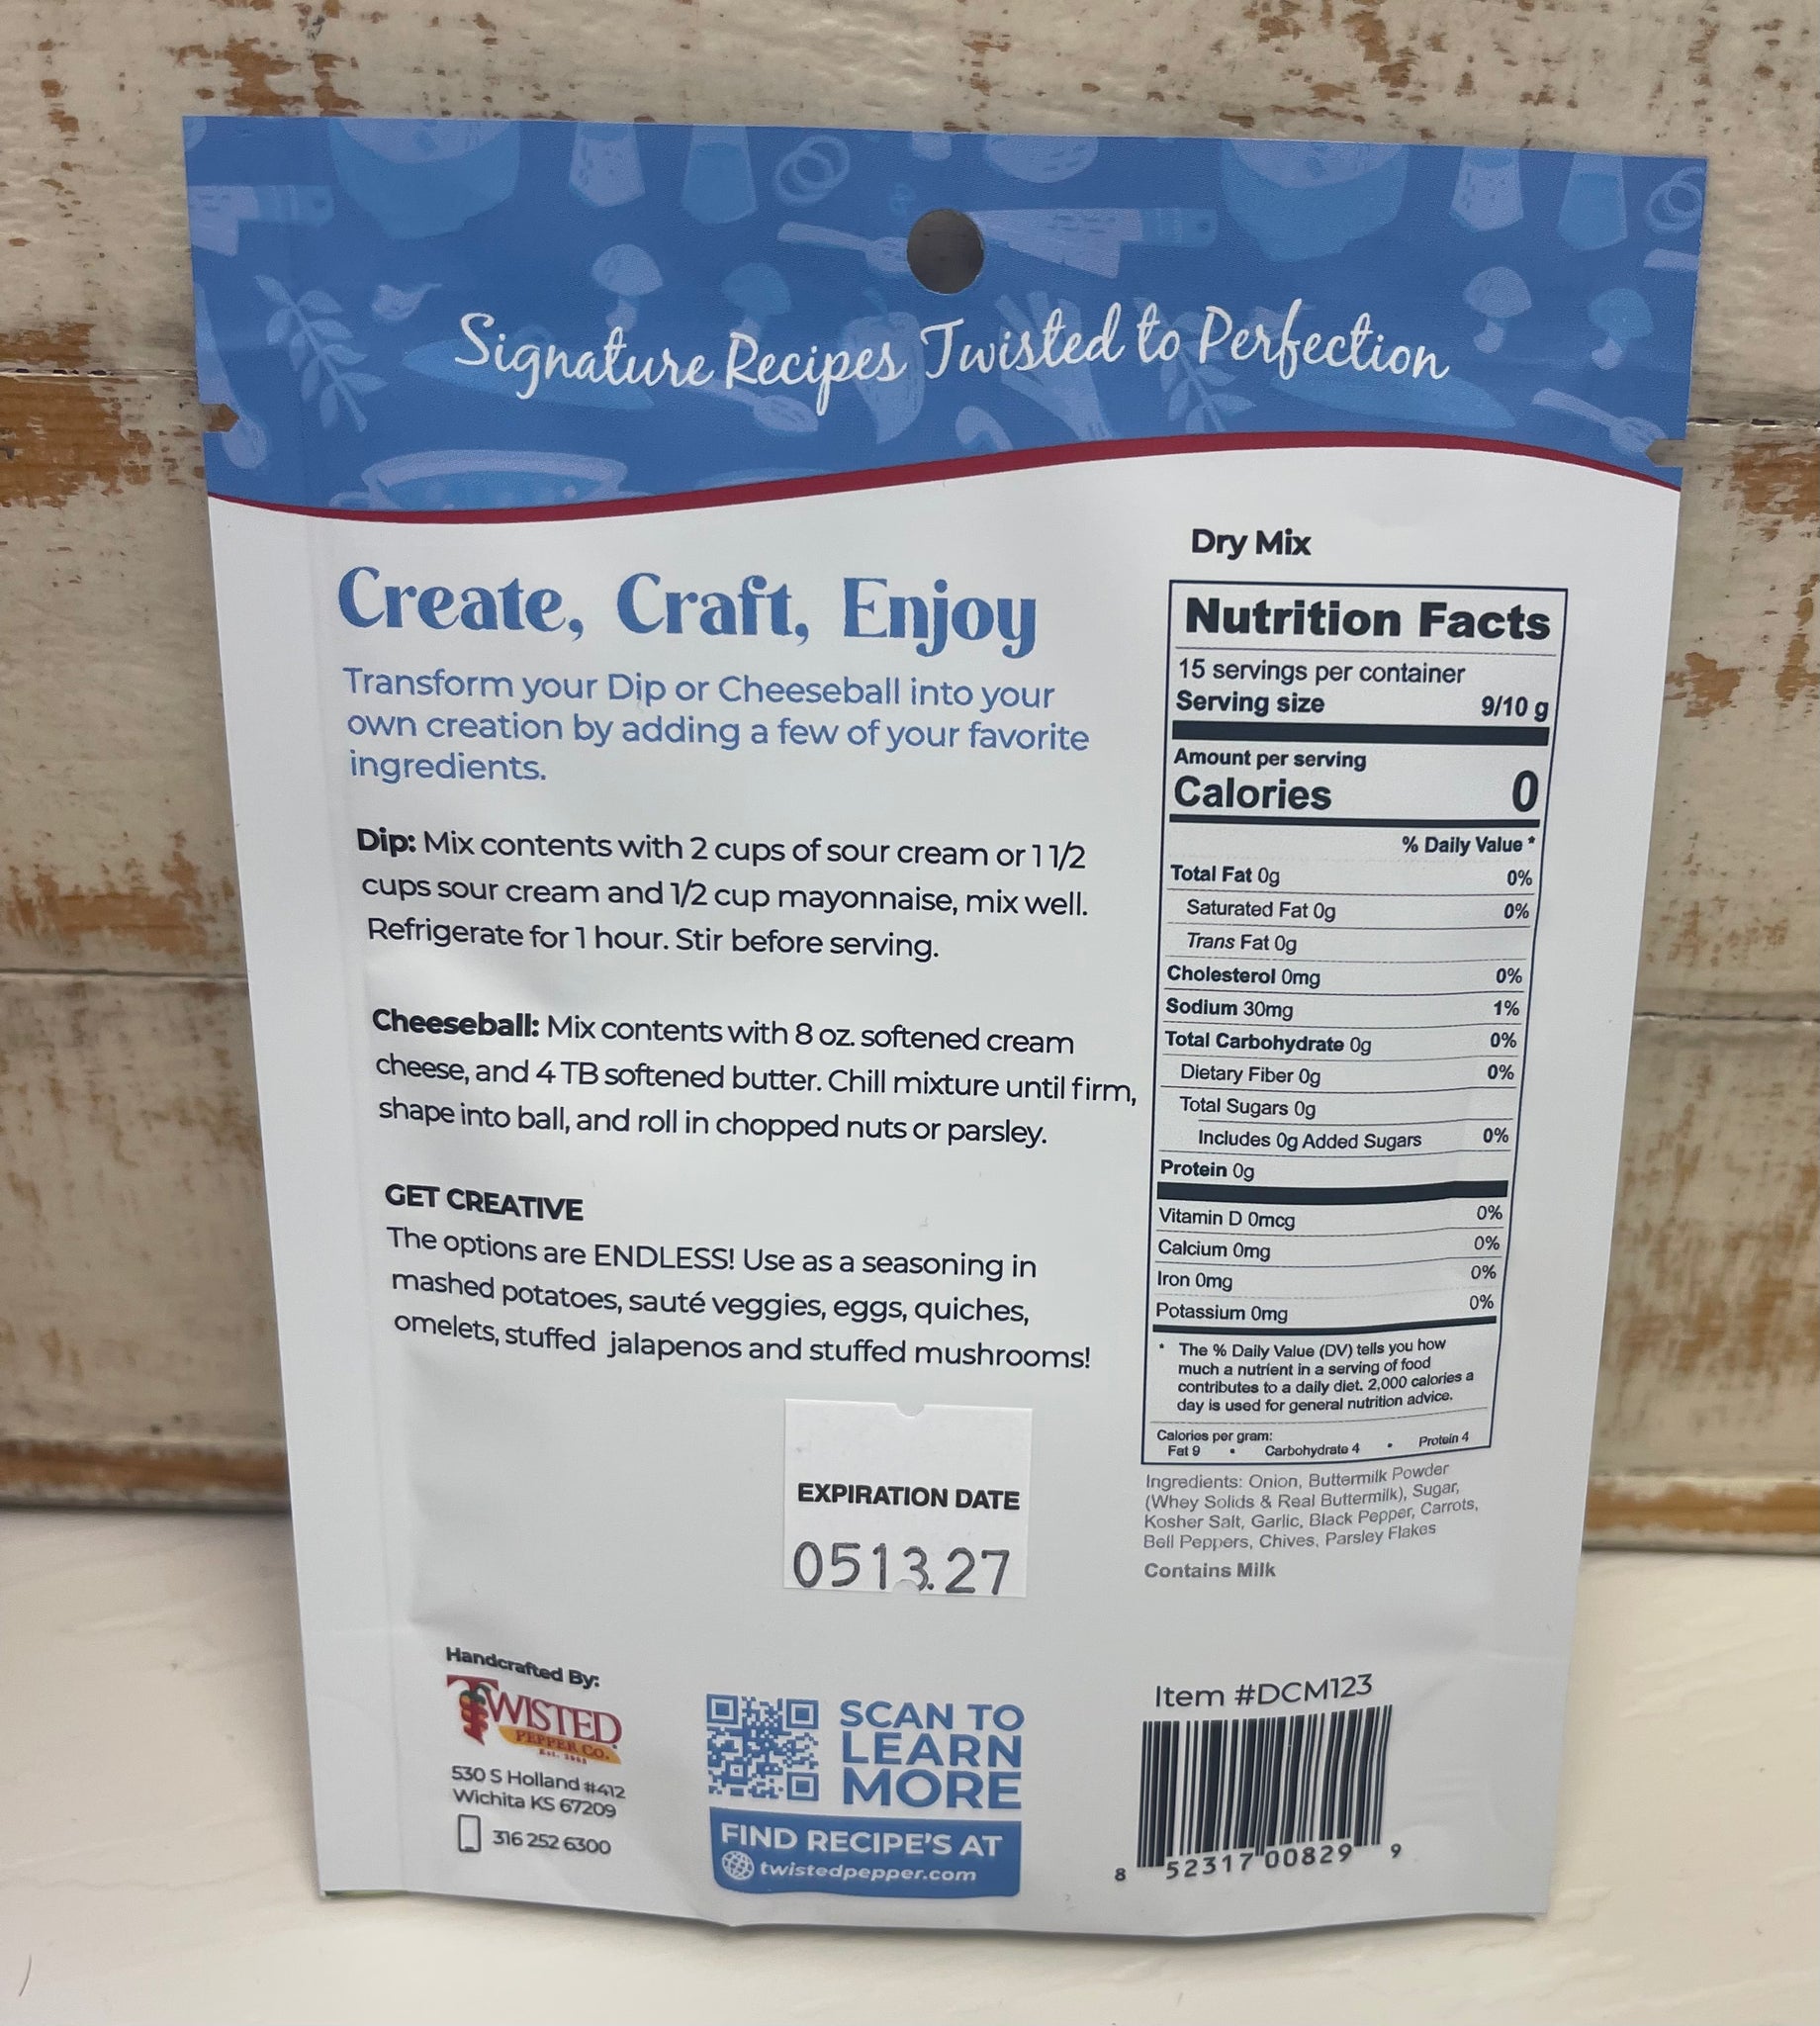 Signature Recipes Twisted to Perfection
Create, Craft, Enjoy
Transform your Dip or Cheeseball into your
own creation by adding a few of your favorite
ingredients.
Dip: Mix contents with 2 cups of sour cream or 1 1/2
cups sour cream and 1/2 cup mayonnaise, mix well.
Refrigerate for 1 hour. Stir before serving.
Cheeseball: Mix contents with 8 oz. softened cream
cheese, and 4 TB softened butter. Chill mixture until firm,
shape into ball, and roll in chopped nuts or parsley.
GET CREATIVE
The options are ENDLESS! Use as a seasoning in
mashed potatoes, sauté veggies, eggs, quiches,
omelets, stuffed jalapenos and stuffed mushrooms!
EXPIRATION DATE
0513.27
Handcrafted By:
TWISTED
PEPPER CO.
530 S Holland #412
Wichita KS 67209
316 252 6300
SCAN TO
LEARN
MORE
FIND RECIPE'S AT
twistedpepper.com
Dry Mix
Nutrition Facts
15 servings per container
Serving size 9/10 g
Amount per serving
Calories 0
% Daily Value *
Total Fat 0g 0%
Saturated Fat 0g 0%
Trans Fat 0g
Cholesterol 0mg 0%
Sodium 30mg 1%
Total Carbohydrate 0g 0%
Dietary Fiber 0g 0%
Total Sugars 0g
Includes 0g Added Sugars 0%
Protein 0g
Vitamin D 0mcg 0%
Calcium 0mg 0%
Iron 0mg 0%
Potassium 0mg 0%
* The % Daily Value (DV) tells you how
much a nutrient in a serving of food
contributes to a daily diet. 2,000 calories a
day is used for general nutrition advice.
Calories per gram:
Fat 9 • Carbohydrate 4 • Protein 4
Ingredients: Onion, Buttermilk Powder
(Whey Solids & Real Buttermilk), Sugar,
Kosher Salt, Garlic, Black Pepper, Carrots,
Bell Peppers, Chives, Parsley Flakes
Contains Milk
Item #DCM123
8 52317 00829 9